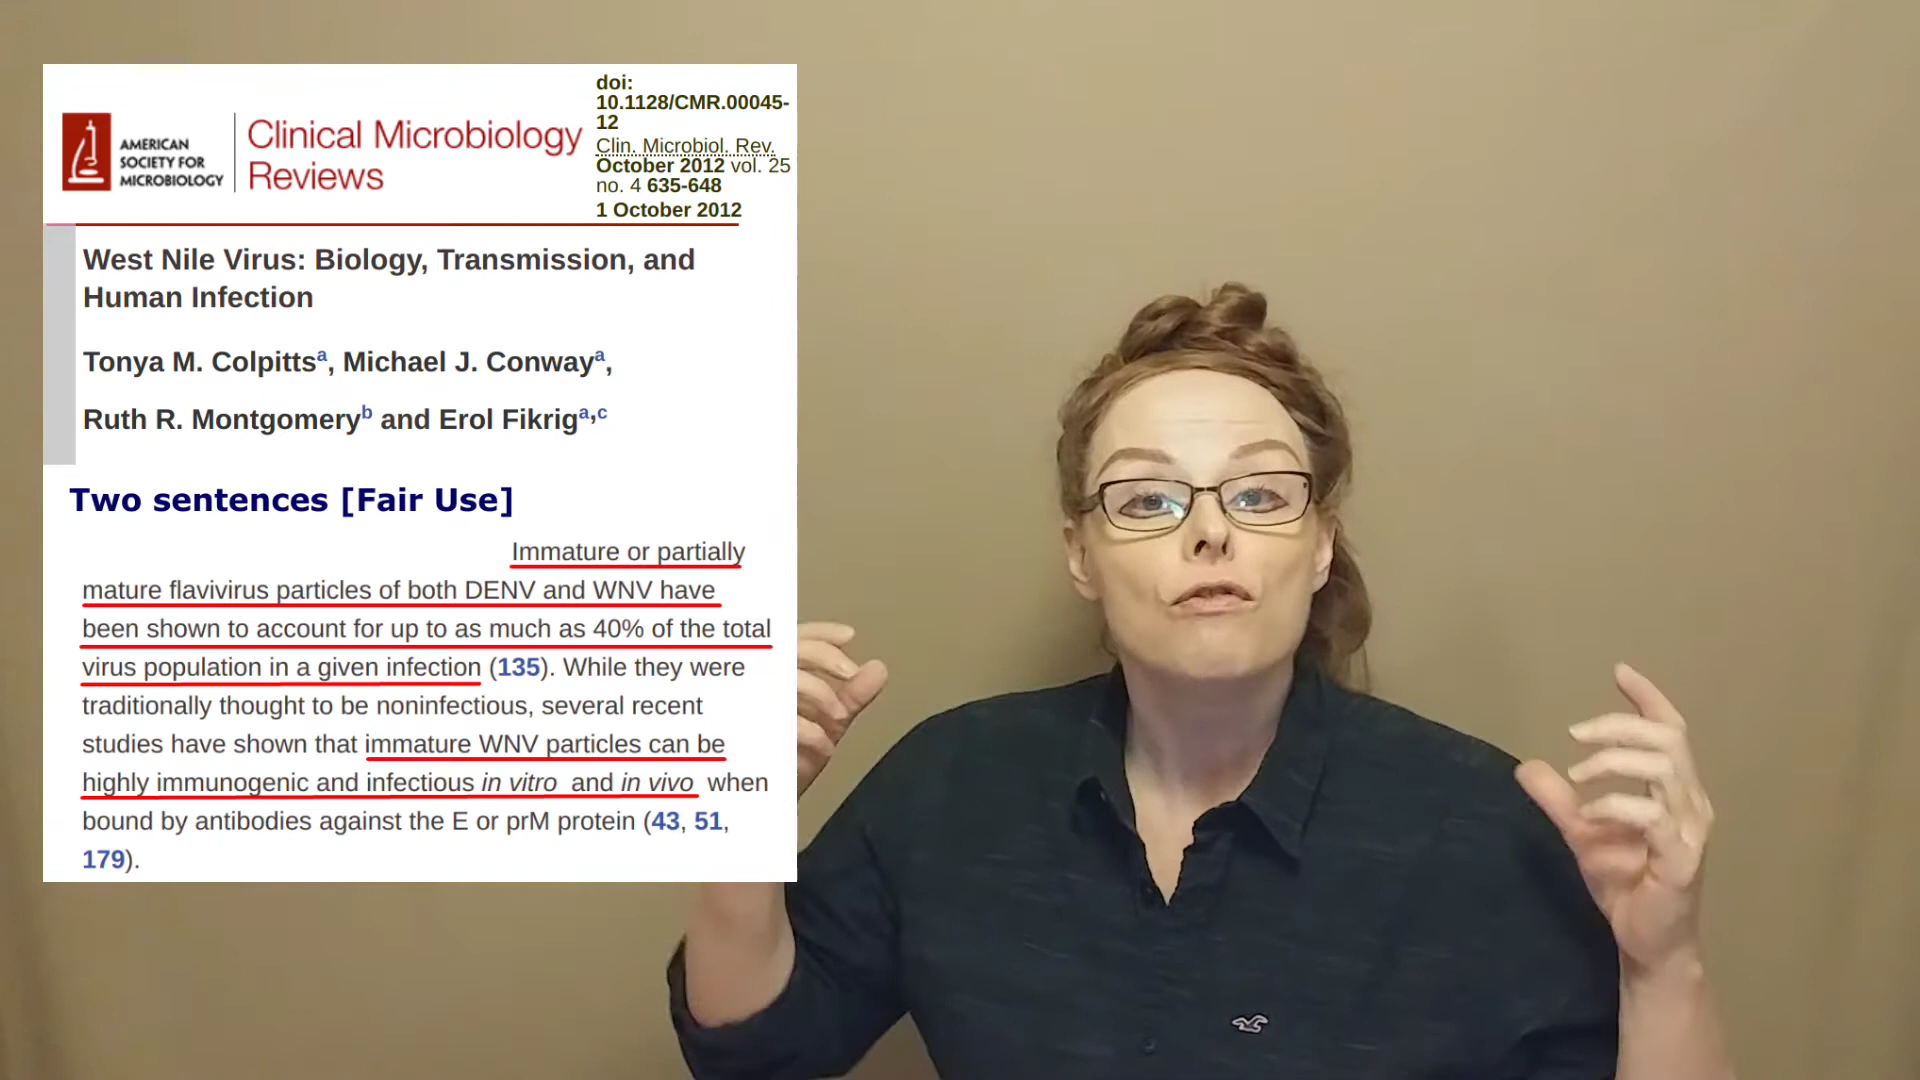 AMERICAN
SOCIETY FOR
MICROBIOLOGY
Clinical Microbiology
Reviews
doi:
10.1128/CMR.00045-
12
Clin. Microbiol. Rev.
October 2012 vol. 25
no. 4 635-648
1 October 2012
West Nile Virus: Biology, Transmission, and
Human Infection
Tonya M. Colpittsa, Michael J. Conwaya,
Ruth R. Montgomeryb and Erol Fikriga,c
Two sentences [Fair Use]
Immature or partially
mature flavivirus particles of both DENV and WNV have
been shown to account for up to as much as 40% of the total
virus population in a given infection (135). While they were
traditionally thought to be noninfectious, several recent
studies have shown that immature WNV particles can be
highly immunogenic and infectious in vitro and in vivo when
bound by antibodies against the E or prM protein (43, 51,
179).